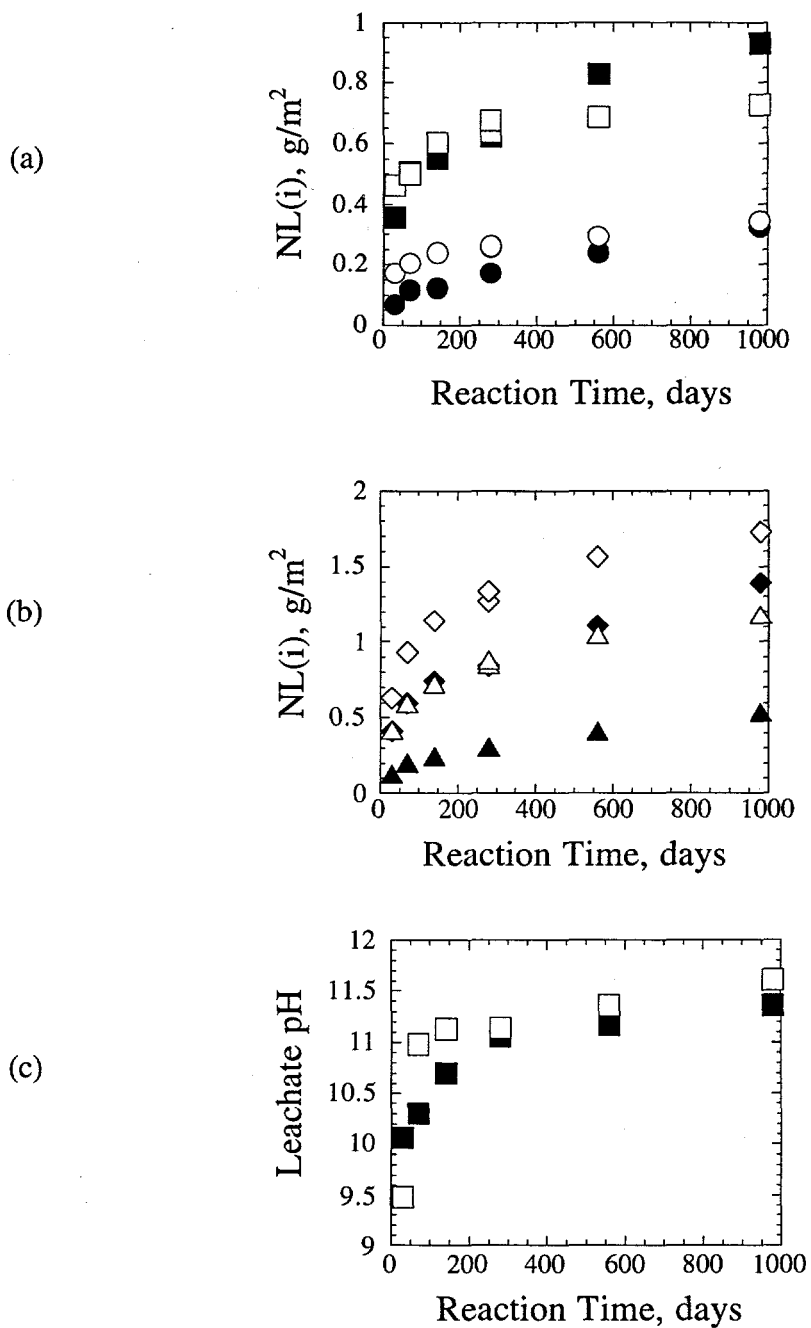 (a)
NL(i), g/m²
1
0.8
0.6
0.4
0.2
0
0 200 400 600 800 1000
Reaction Time, days
(b)
NL(i), g/m²
2
1.5
1
0.5
0
0 200 400 600 800 1000
Reaction Time, days
(c)
Leachate pH
12
11.5
11
10.5
10
9.5
9
0 200 400 600 800 1000
Reaction Time, days